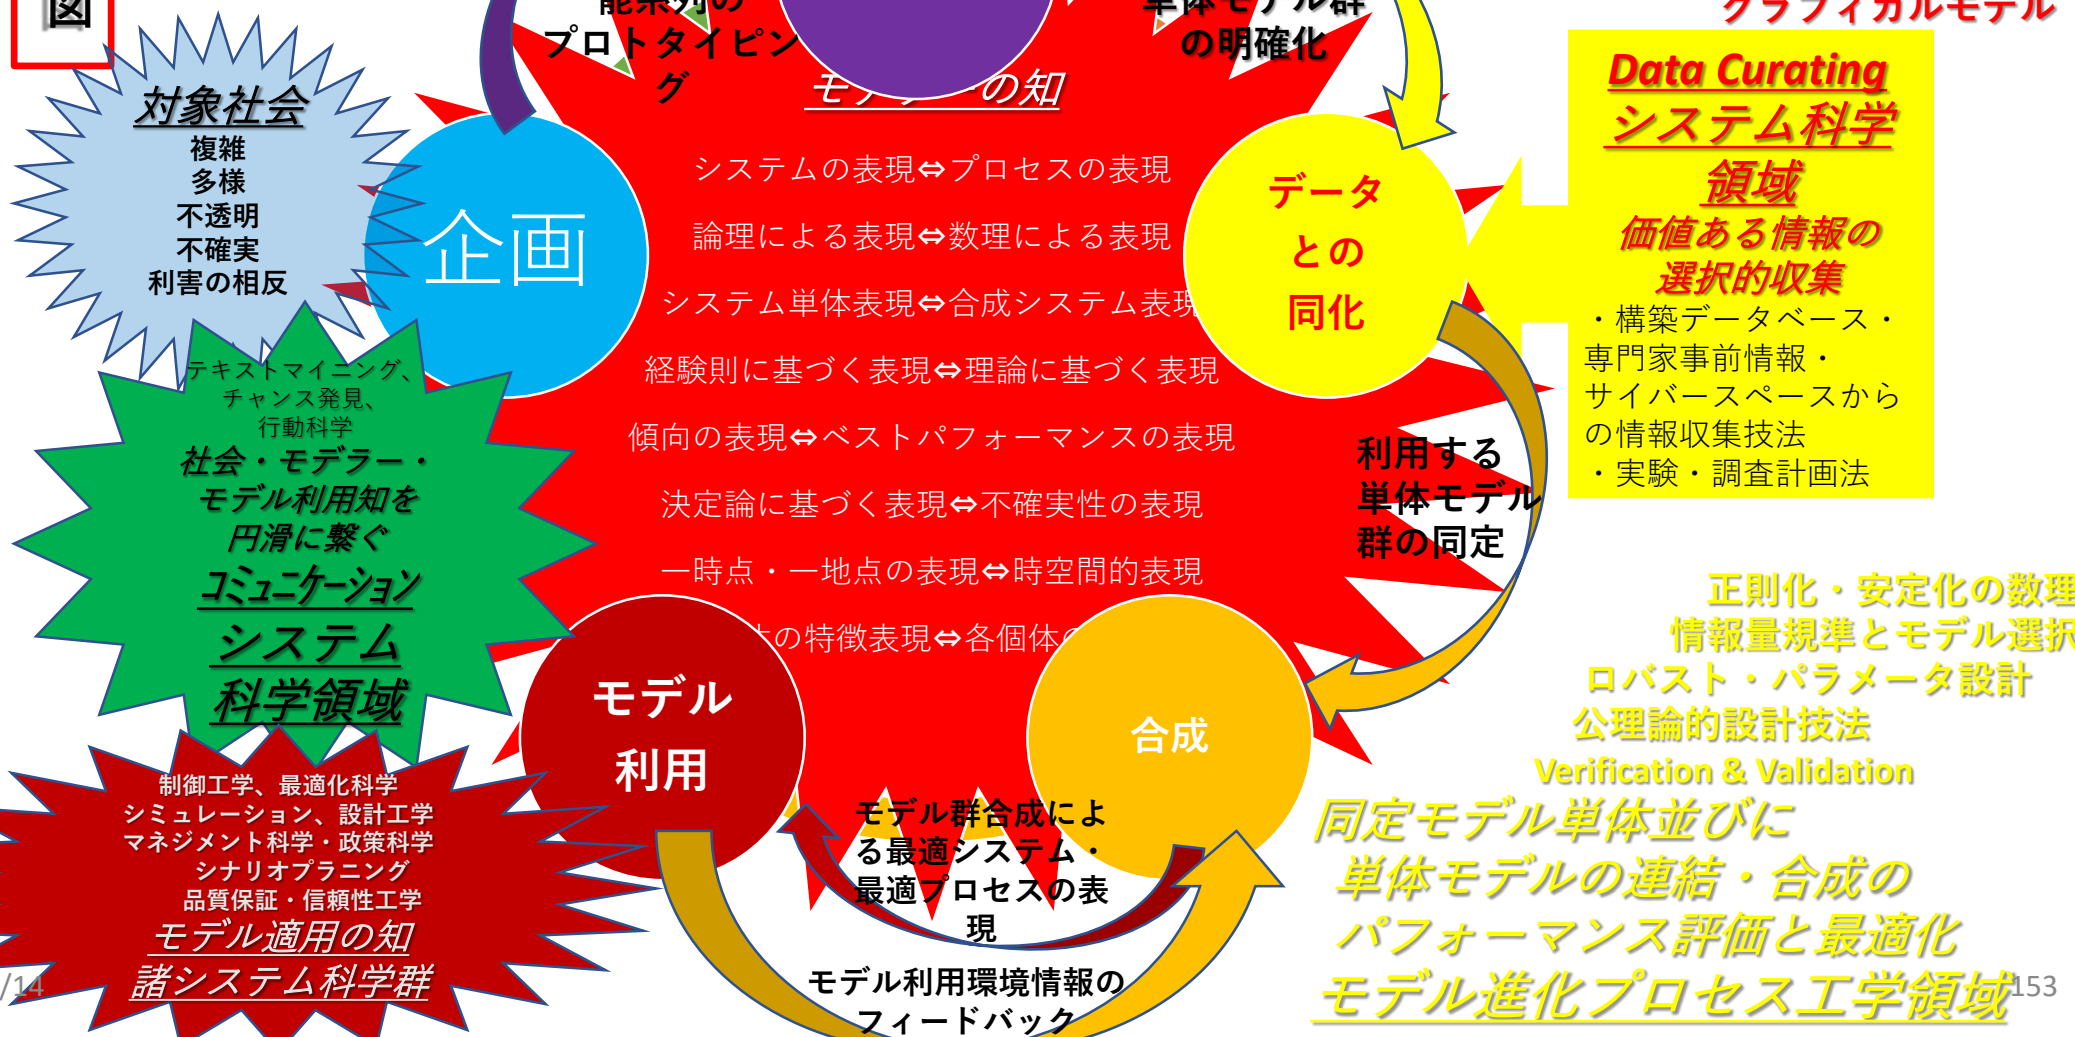 図
能系列の
プロトタイピン
グ
単体モデル群
の明確化
グラフィカルモデル
対象社会
複雑
多様
不透明
不確実
利害の相反
企画
の知
システムの表現⇔プロセスの表現
論理による表現⇔数理による表現
システム単体表現⇔合成システム表現
経験則に基づく表現⇔理論に基づく表現
傾向の表現⇔ベストパフォーマンスの表現
決定論に基づく表現⇔不確実性の表現
一時点・一地点の表現⇔時空間的表現
の特徴表現⇔各個体
データ
との
同化
Data Curating
システム科学
領域
価値ある情報の
選択的収集
・構築データベース・
専門家事前情報・
サイバースペースから
の情報収集技法
・実験・調査計画法
テキストマイニング、
チャンス発見、
行動科学
社会・モデラー・
モデル利用知を
円滑に繋ぐ
コミュニケーション
システム
科学領域
利用する
単体モデル
群の同定
モデル
利用
合成
正則化・安定化の数理
情報量規準とモデル選択
ロバスト・パラメータ設計
公理論的設計技法
Verification & Validation
同定モデル単体並びに
単体モデルの連結・合成の
パフォーマンス評価と最適化
モデル進化プロセス工学領域
制御工学、最適化科学
シミュレーション、設計工学
マネジメント科学・政策科学
シナリオプラニング
品質保証・信頼性工学
モデル適用の知
諸システム科学群
モデル群合成によ
る最適システム・
最適プロセスの表
現
モデル利用環境情報の
フィードバック
/14
153